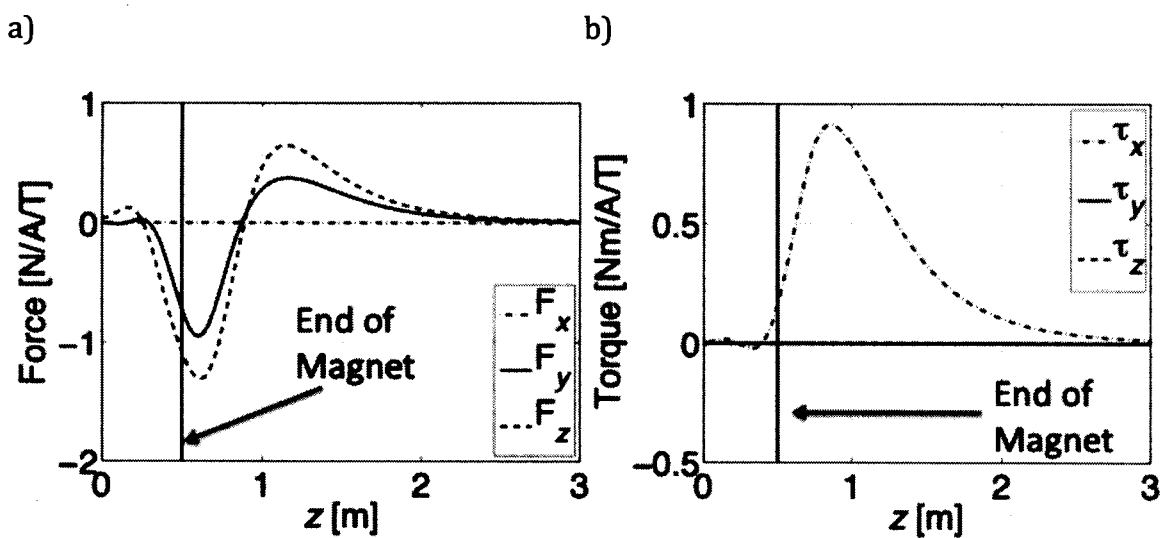 a)
b)
Force [N/A/T]
1
0
−1
−2
0
1
2
3
z [m]
End of
Magnet
F_x
F_y
F_z
Torque [Nm/A/T]
1
0.5
0
−0.5
0
1
2
3
z [m]
τ_x
τ_y
τ_z
End of
Magnet